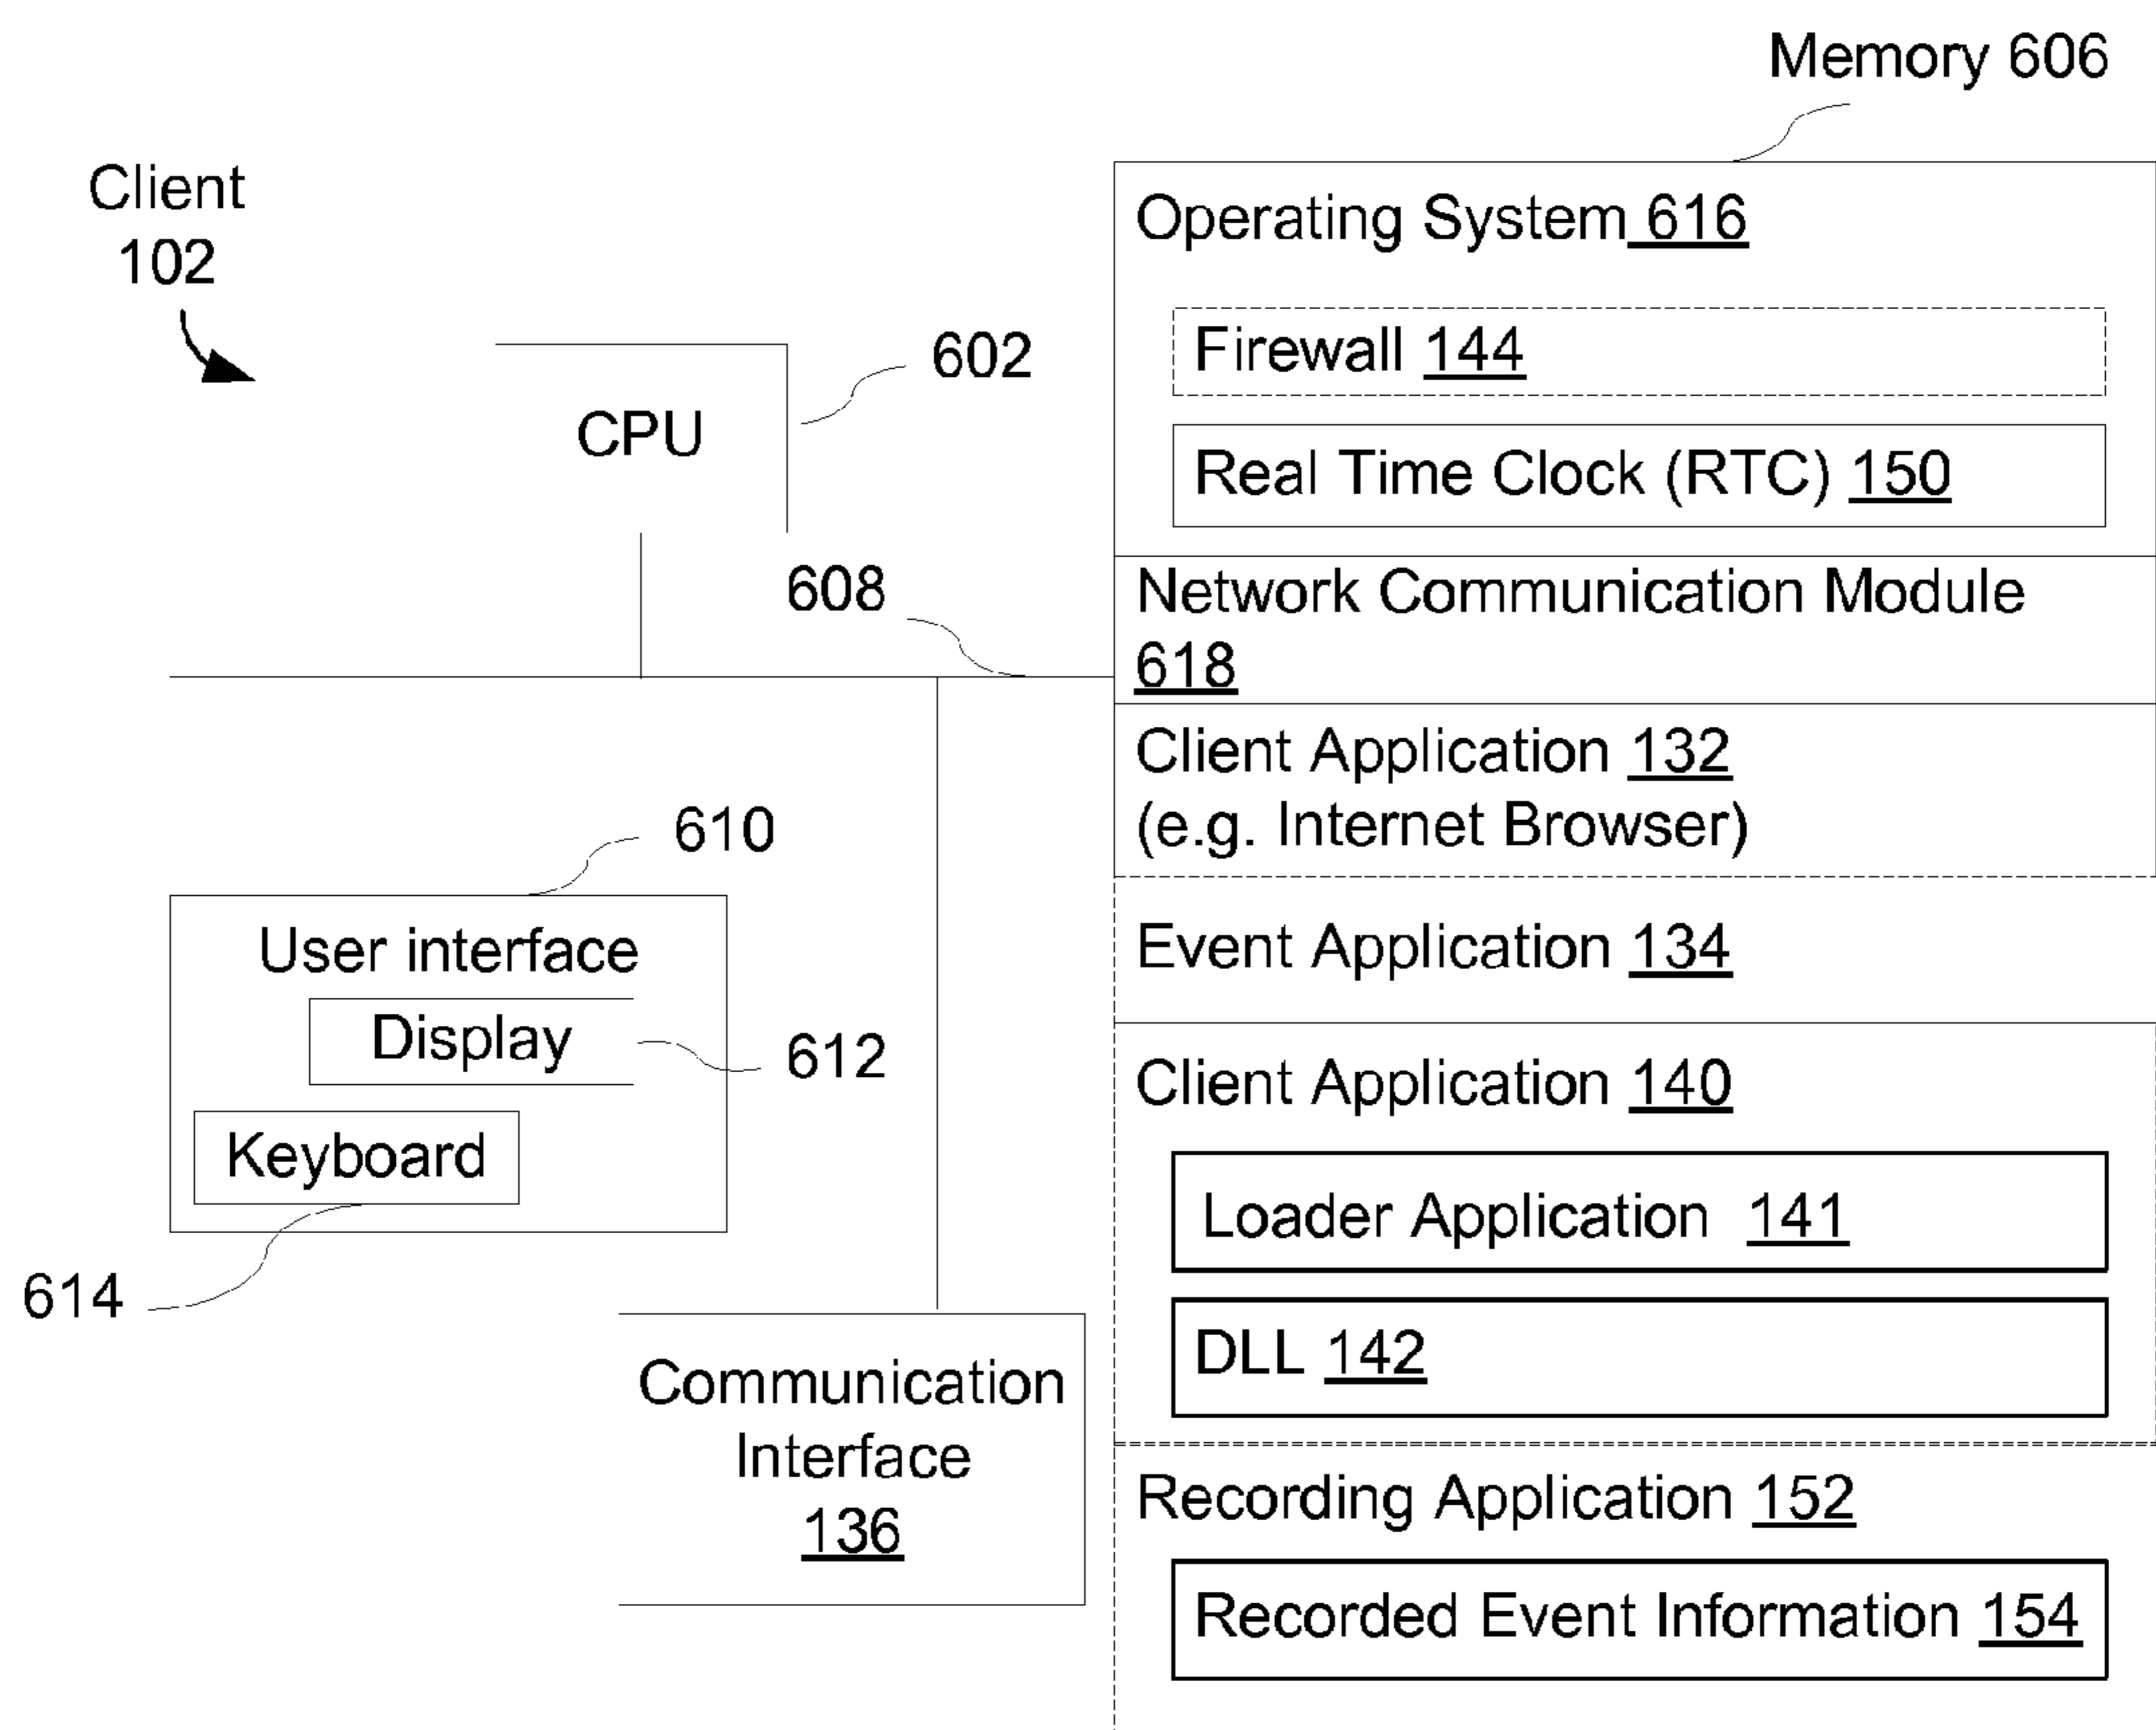 Memory 606
Client
102
Operating System 616
Firewall 144
Real Time Clock (RTC) 150
602
CPU
608
Network Communication Module
618
Client Application 132
(e.g. Internet Browser)
610
User interface
Display
612
Keyboard
614
Event Application 134
Client Application 140
Loader Application 141
DLL 142
Communication
Interface
136
Recording Application 152
Recorded Event Information 154